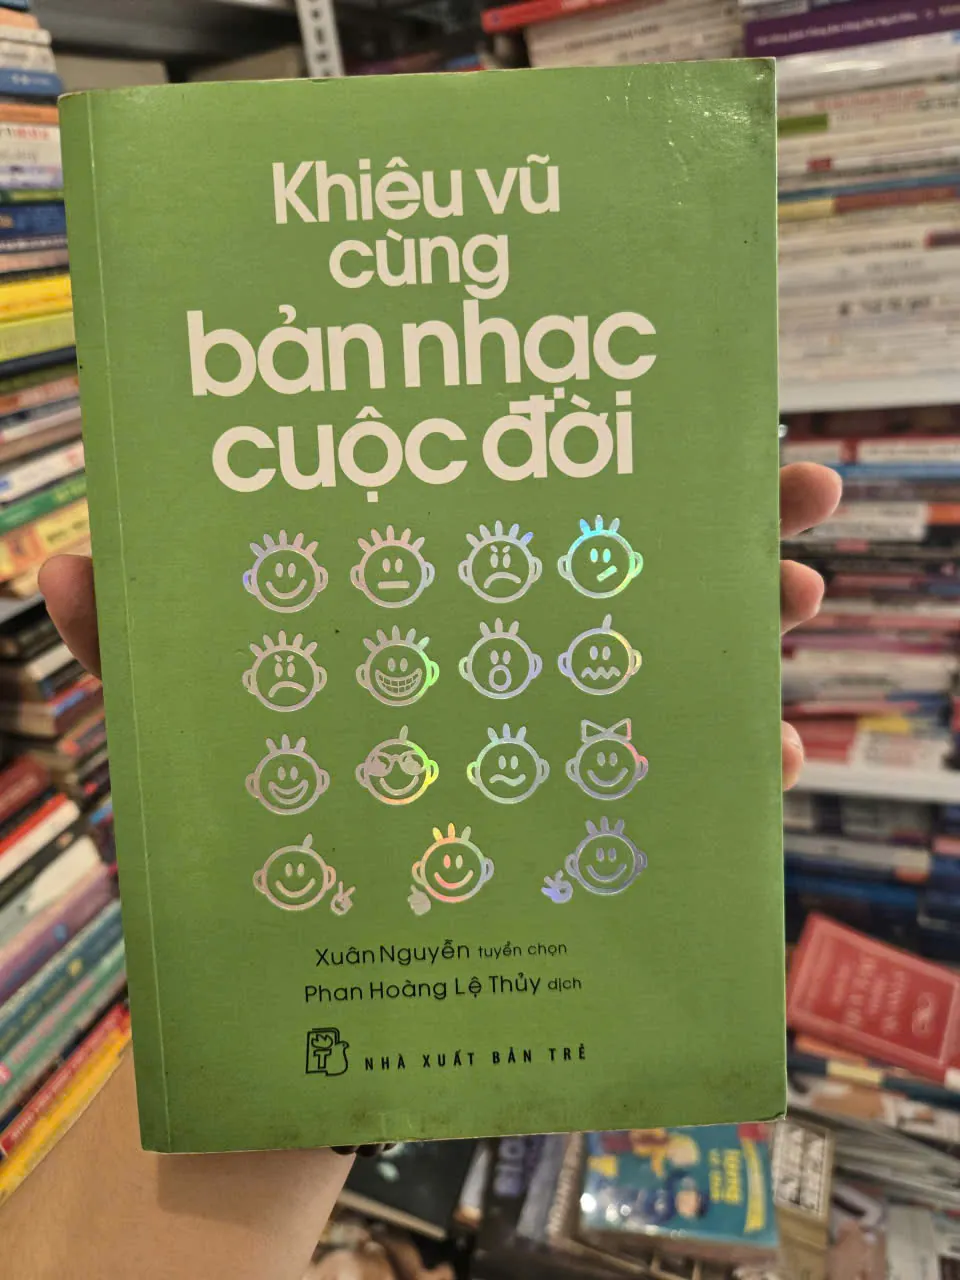 Khiêu vũ
cùng
bản nhạc
cuộc đời
Xuân Nguyễn tuyển chọn
Phan Hoàng Lệ Thủy dịch
NHÀ XUẤT BẢN TRẺ